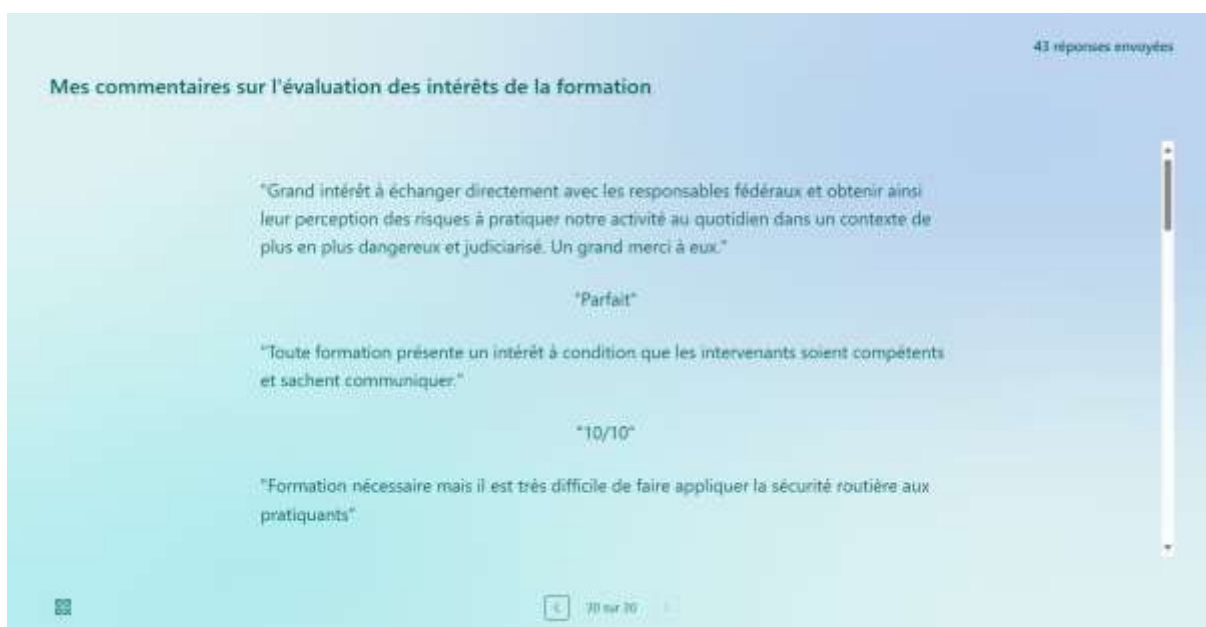 43 réponses envoyées
Mes commentaires sur l'évaluation des intérêts de la formation
"Grand intérêt à échanger directement avec les responsables fédéraux et obtenir ainsi
leur perception des risques à pratiquer notre activité au quotidien dans un contexte de
plus en plus dangereux et judiciarisé. Un grand merci à eux."
"Parfait"
"Toute formation présente un intérêt à condition que les intervenants soient compétents
et sachent communiquer."
"10/10"
"Formation nécessaire mais il est très difficile de faire appliquer la sécurité routière aux
pratiquants"
30 sur 30